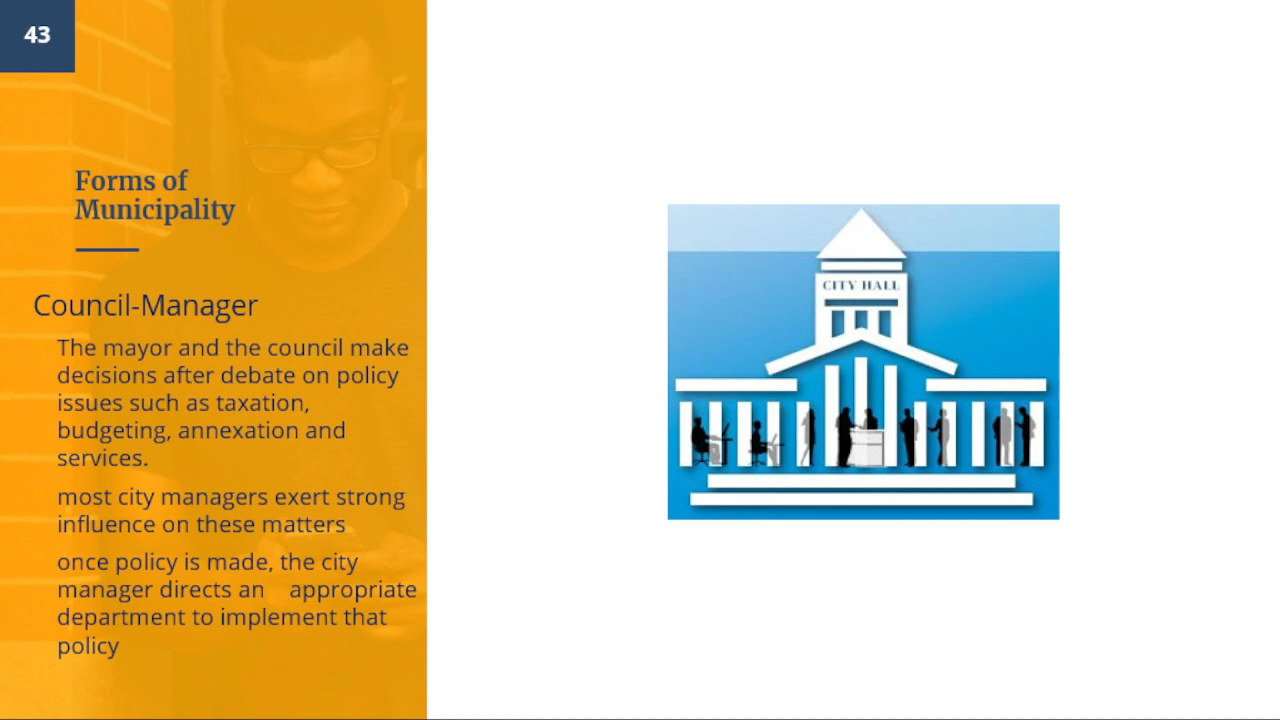 43
Forms of
Municipality
Council-Manager
The mayor and the council make
decisions after debate on policy
issues such as taxation,
budgeting, annexation and
services.
most city managers exert strong
influence on these matters
once policy is made, the city
manager directs an    appropriate
department to implement that
policy
CITY HALL